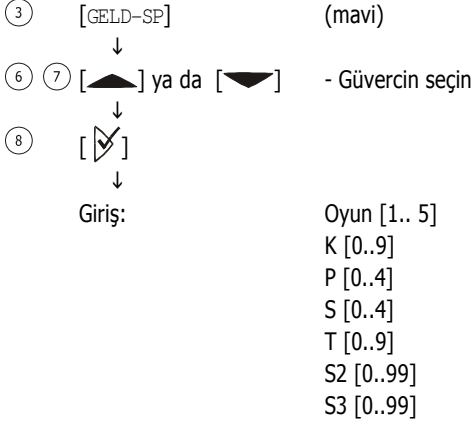 3 [GELD-SP] (mavi)
↓
6 7 [▲] ya da [▼] - Güvercin seçin
↓
8 [✓]
↓
Giriş: Oyun [1.. 5]
K [0..9]
P [0..4]
S [0..4]
T [0..9]
S2 [0..99]
S3 [0..99]